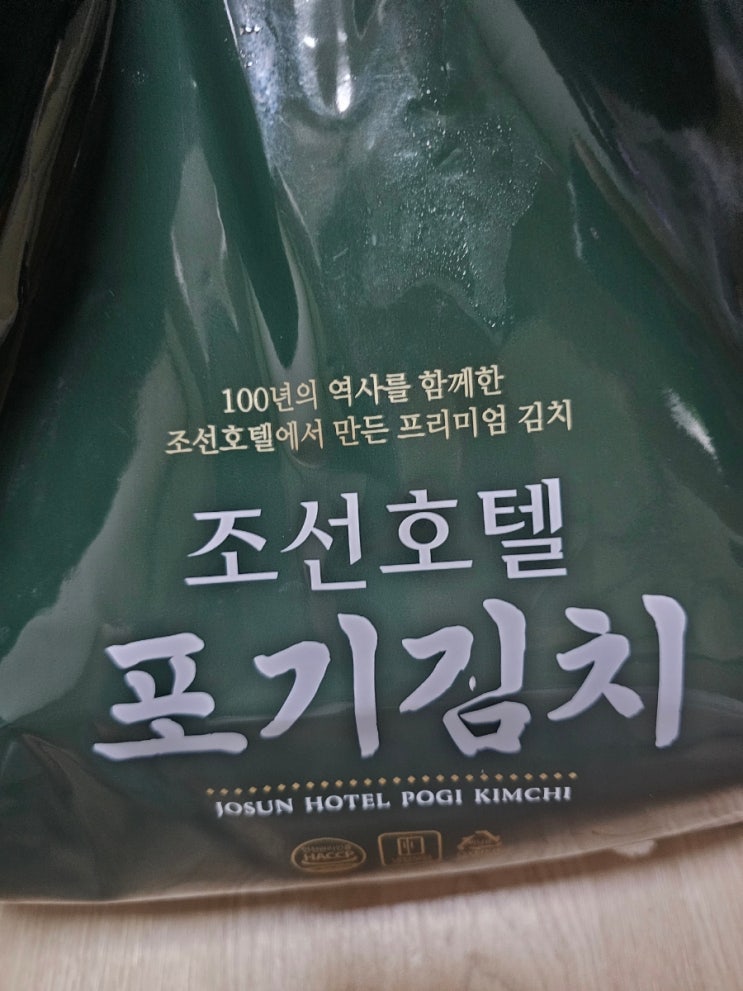 100년의 역사를 함께한
조선호텔에서 만든 프리미엄 김치
조선호텔
포기김치
JOSUN HOTEL POGI KIMCHI
HACCP